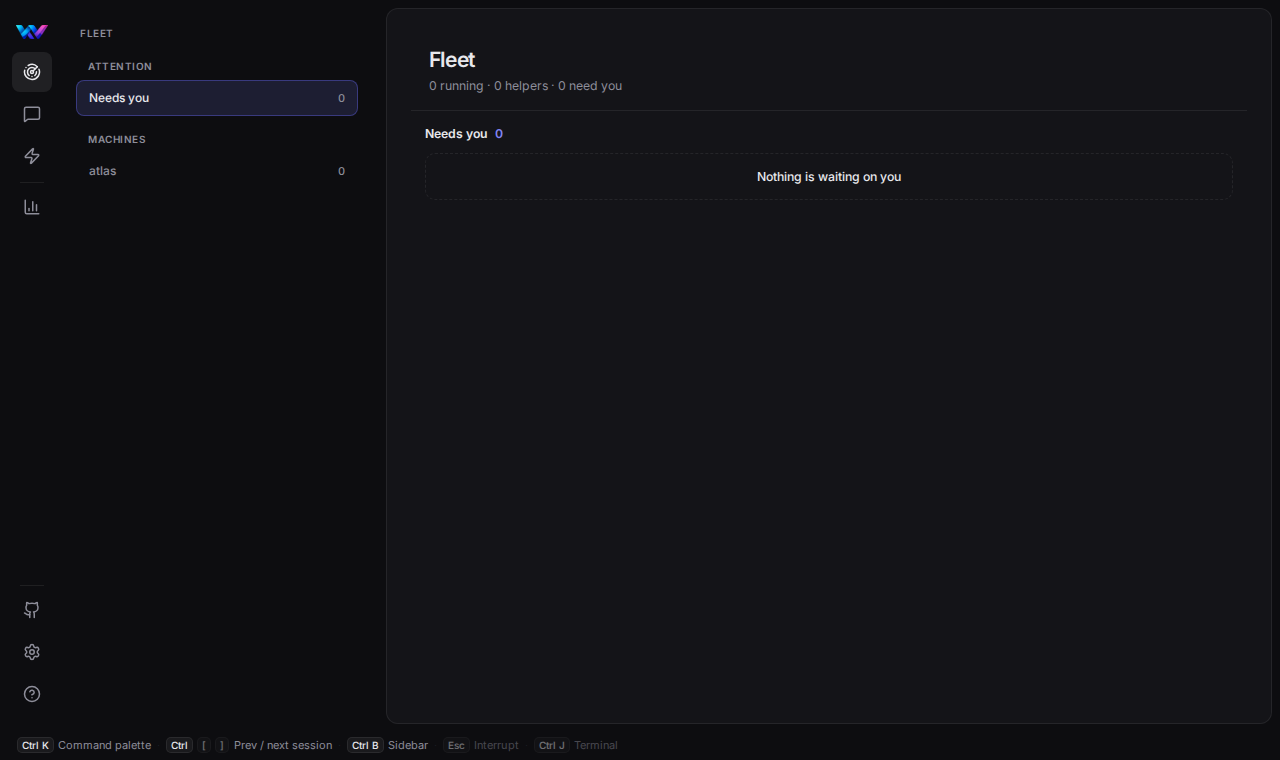 FLEET
ATTENTION
Needs you 0
MACHINES
atlas 0
Fleet
0 running · 0 helpers · 0 need you
Needs you 0
Nothing is waiting on you
Ctrl K Command palette Ctrl [ ] Prev / next session Ctrl B Sidebar Esc Interrupt Ctrl J Terminal